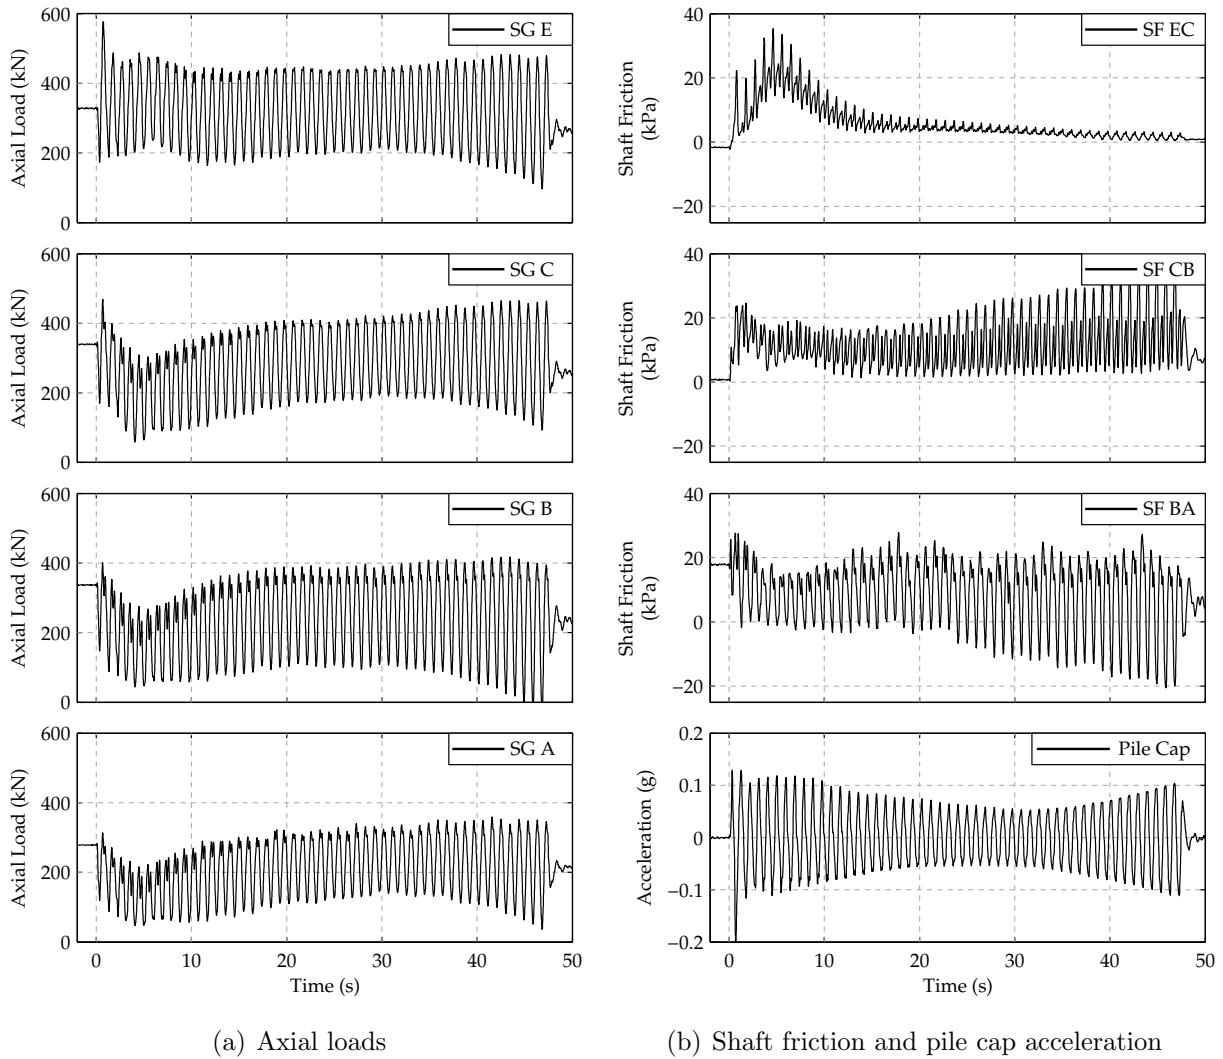 600
400
200
0
Axial Load (kN)
SG E
600
400
200
0
Axial Load (kN)
SG C
600
400
200
0
Axial Load (kN)
SG B
600
400
200
0
Axial Load (kN)
SG A
0 10 20 30 40 50
Time (s)
(a) Axial loads
40
20
0
−20
Shaft Friction
(kPa)
SF EC
40
20
0
−20
Shaft Friction
(kPa)
SF CB
40
20
0
−20
Shaft Friction
(kPa)
SF BA
0.2
0.1
0
−0.1
−0.2
Acceleration (g)
Pile Cap
0 10 20 30 40 50
Time (s)
(b) Shaft friction and pile cap acceleration